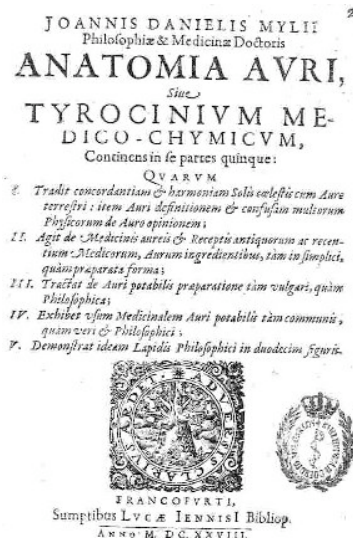 JOANNIS DANIELIS MYLII
Philosophiæ & Medicinæ Doctoris
ANATOMIA AVRI,
Sive
TYROCINIVM ME-
DICO-CHYMICVM,
Continens in se partes quinque:
QVARVM
I. Tradit concordantiam & harmoniam Solis cælestis cum Auro
terrestri: item Auri definitionem & confusam multorum
Physicorum de Auro opinionem;
II. Agit de Medicinis aureis & Receptis antiquorum ac recen-
tium Medicorum, Aurum ingredientibus, tàm in simplici,
quàm præparata forma;
III. Tractat de Auri potabilis præparatione tàm vulgari, quàm
Philosophica;
IV. Exhibet vsum Medicinalem Auri potabilis tàm communis,
quàm veri & Philosophici;
V. Demonstrat ideam Lapidis Philosophici in duodecim figuris.
FRANCOFVRTI,
Sumptibus LVCÆ IENNISI Bibliop.
ANNO M. DC. XXVIII.